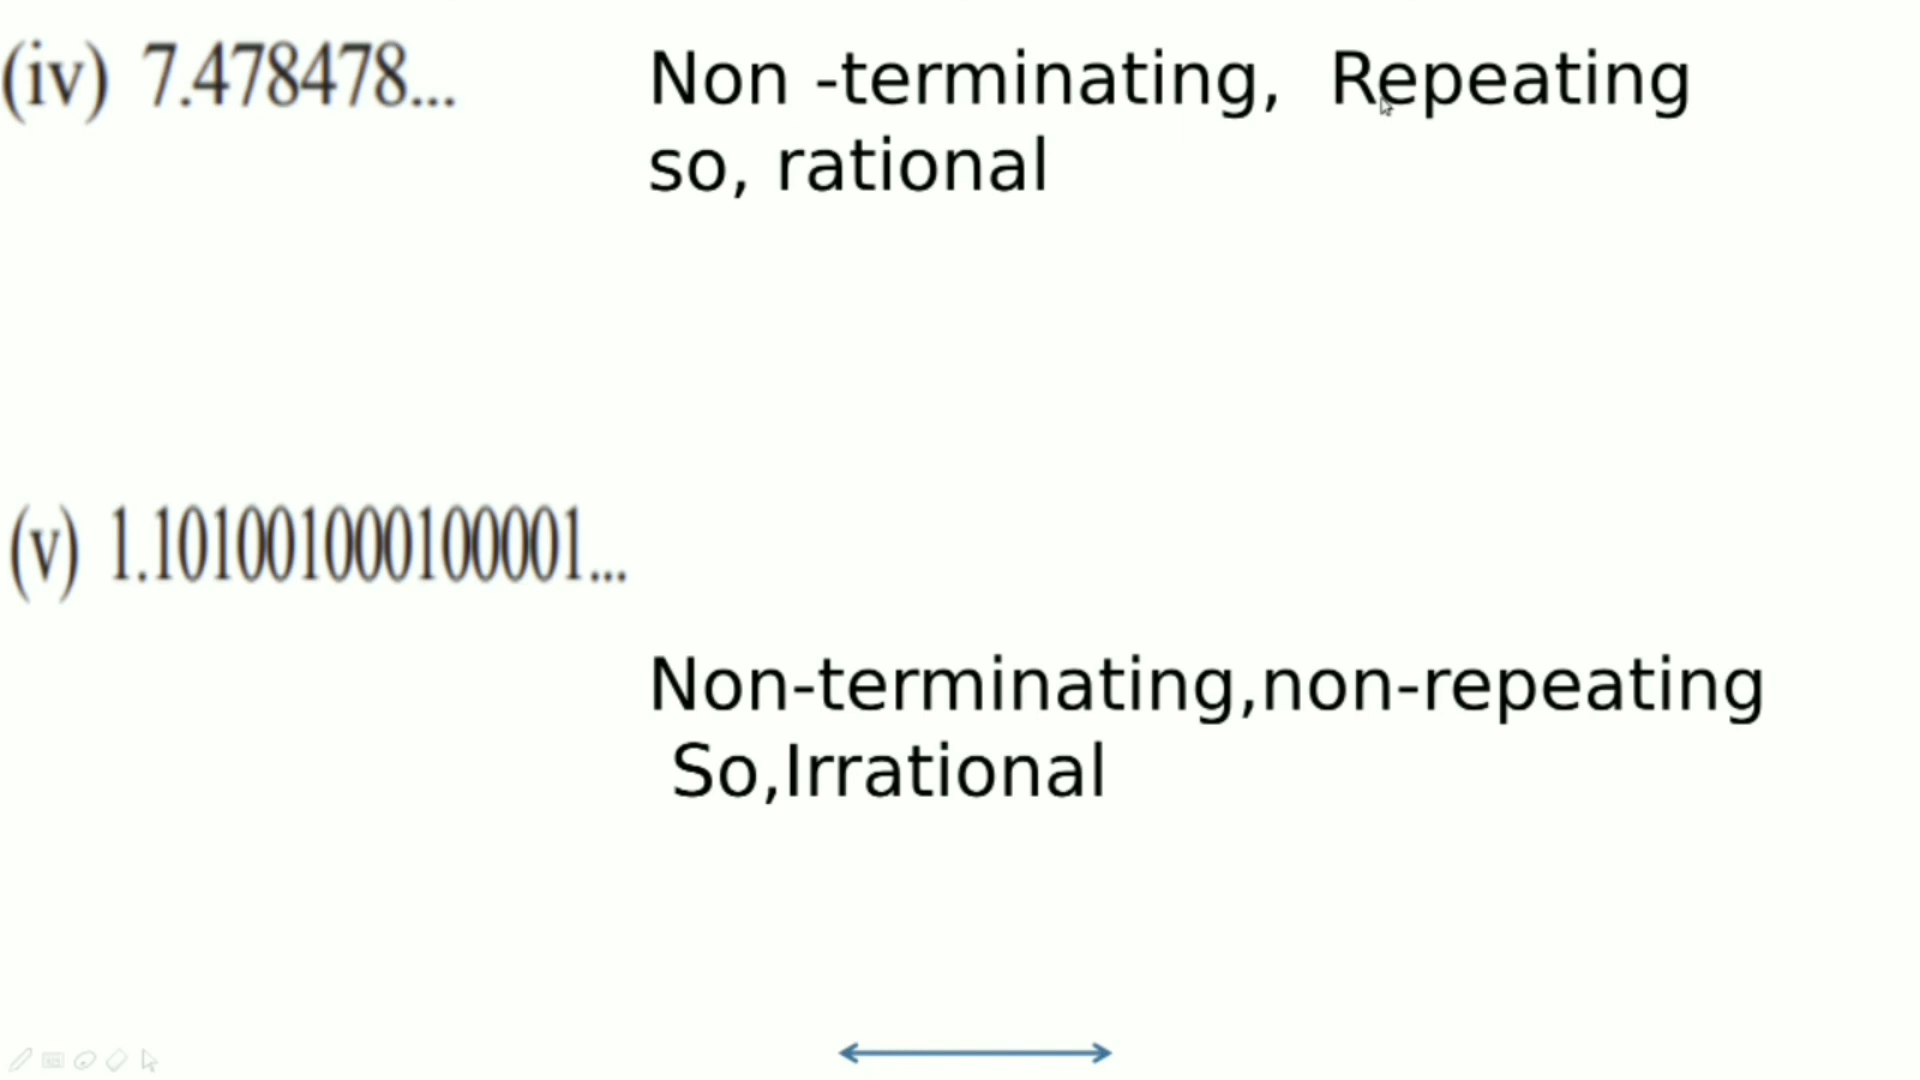 (iv) 7.478478...
Non -terminating, Repeating
so, rational
(v) 1.101001000100001...
Non-terminating,non-repeating
So,Irrational